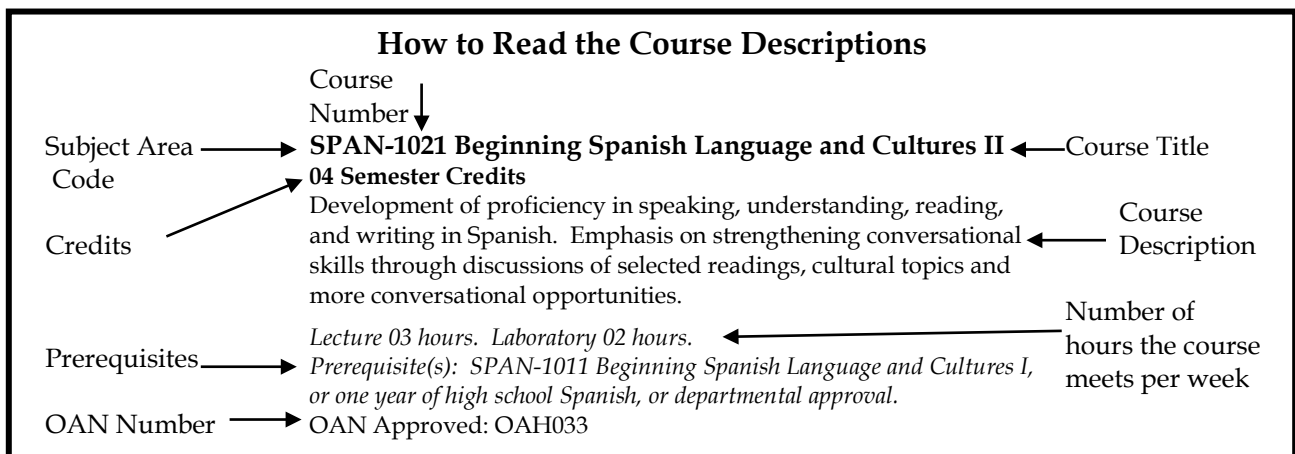 How to Read the Course Descriptions
Course
Number
Subject Area
Code
SPAN-1021 Beginning Spanish Language and Cultures II
Course Title
04 Semester Credits
Credits
Development of proficiency in speaking, understanding, reading,
and writing in Spanish.  Emphasis on strengthening conversational
skills through discussions of selected readings, cultural topics and
more conversational opportunities.
Course
Description
Lecture 03 hours.  Laboratory 02 hours.
Number of
hours the course
meets per week
Prerequisites
Prerequisite(s):  SPAN-1011 Beginning Spanish Language and Cultures I,
or one year of high school Spanish, or departmental approval.
OAN Number
OAN Approved: OAH033